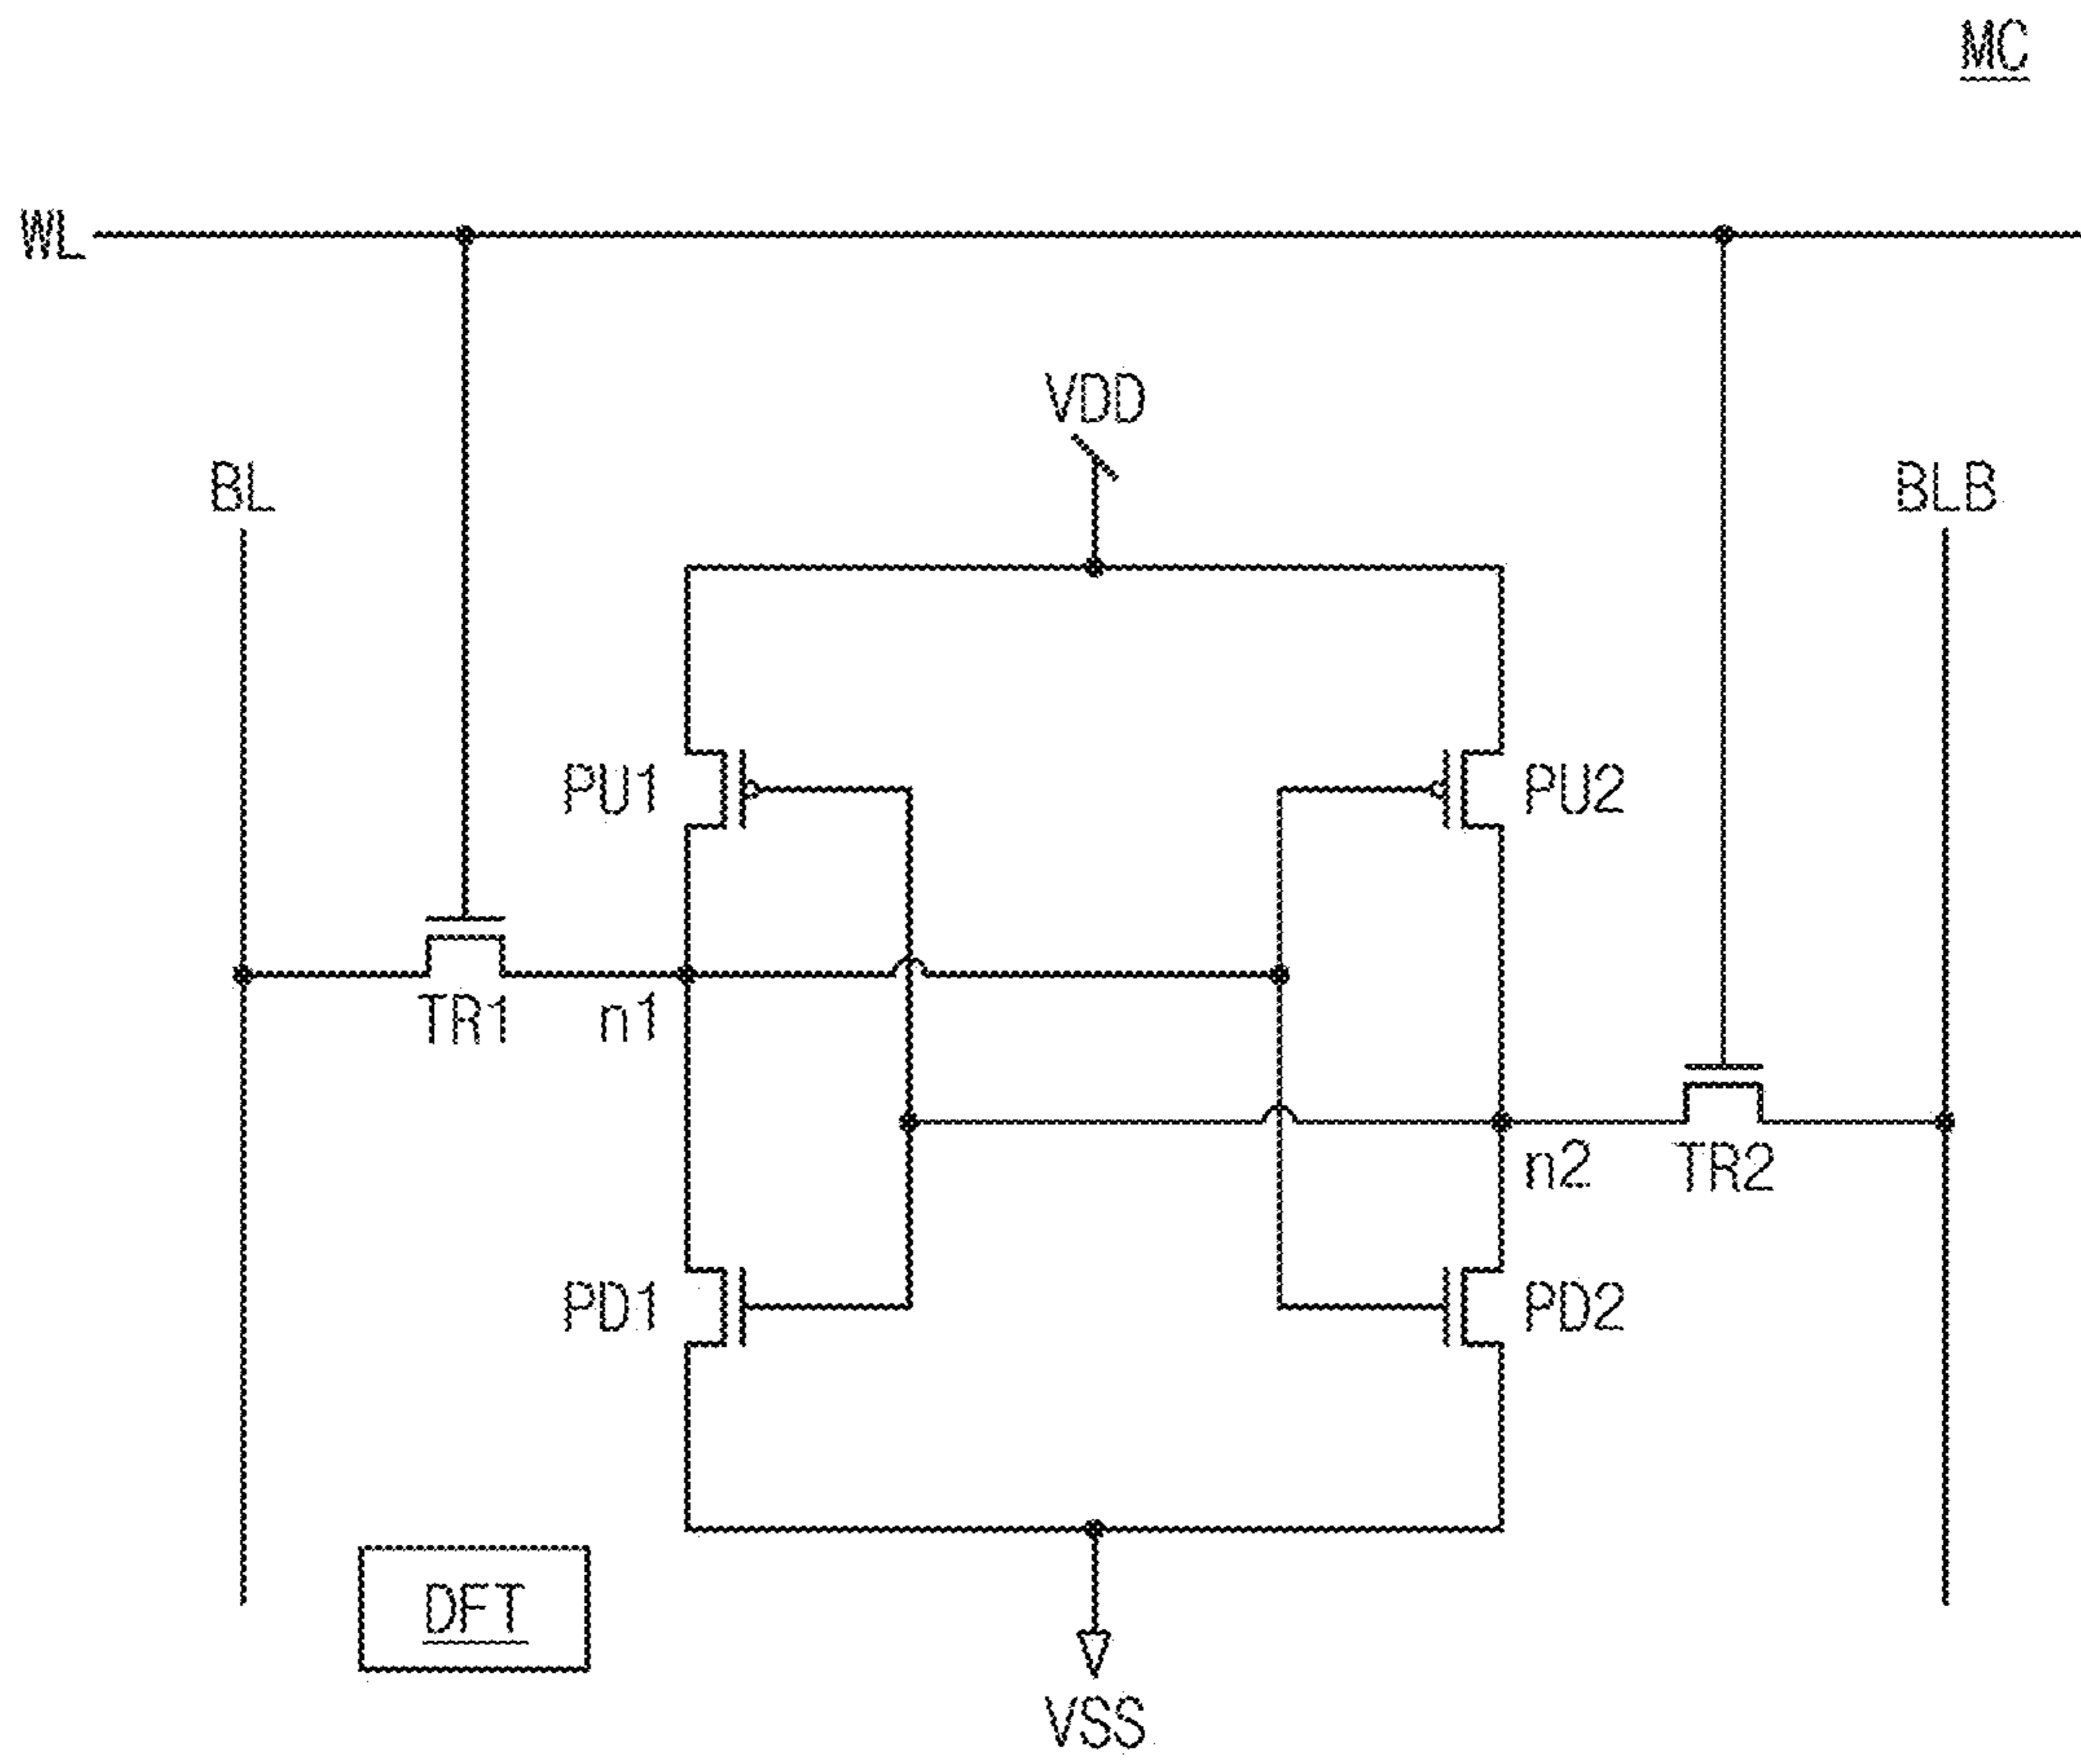 MC
WL
VDD
BL
BLB
PU1
PU2
TR1
n1
n2
TR2
PD1
PD2
DFT
VSS